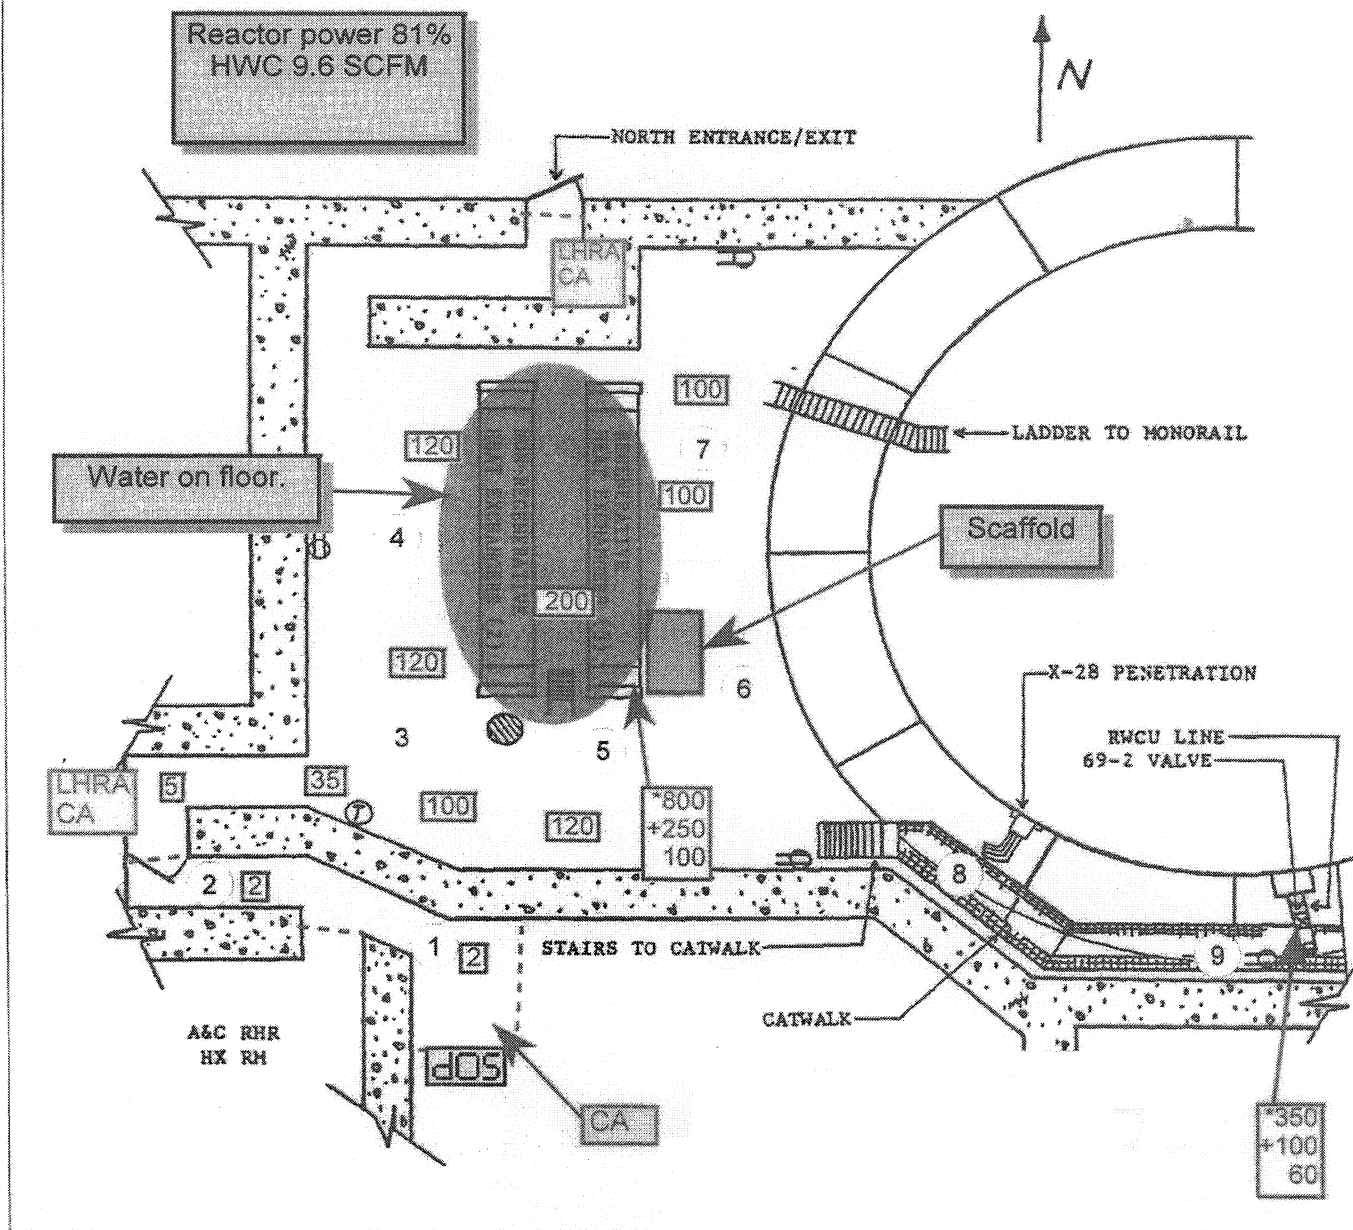 Reactor power 81%
HWC 9.6 SCFM
N
NORTH ENTRANCE/EXIT
LHRA
CA
100
LADDER TO MONORAIL
120
7
Water on floor.
100
Scaffold
4
HEAT EXCHANGER
200
120
6
X-28 PENETRATION
3
5
RWCU LINE
69-2 VALVE
LHRA
CA
5
35
T
100
120
*800
+250
100
8
2
2
1
2
STAIRS TO CATWALK
9
CATWALK
A&C RHR
HX RM
SOP
CA
*350
+100
60